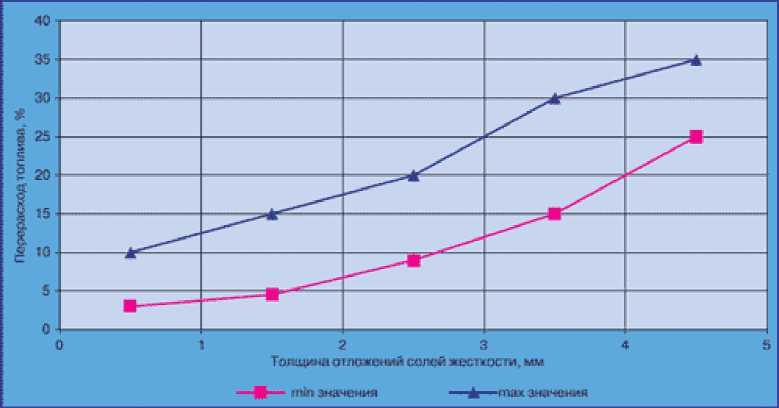 Перерасход топлива, %
40
35
30
25
20
15
10
5
0
0 1 2 3 4 5
Толщина отложений солей жесткости, мм
min значения max значения